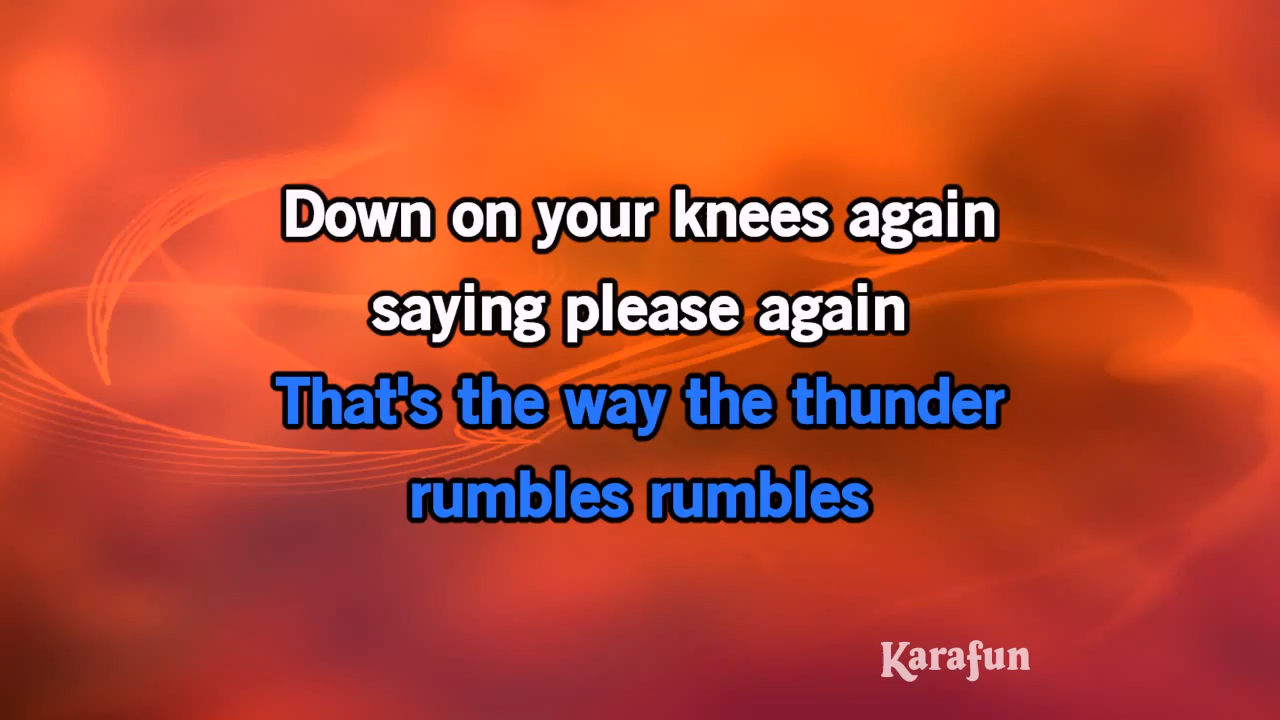 Down on your knees again
saying please again
That's the way the thunder
rumbles rumbles
Karafun